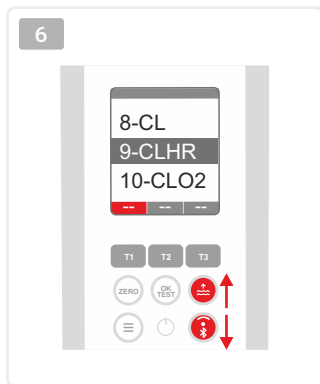 6
8-CL
9-CLHR
10-CLO2
-- -- --
T1 T2 T3
ZERO OK TEST